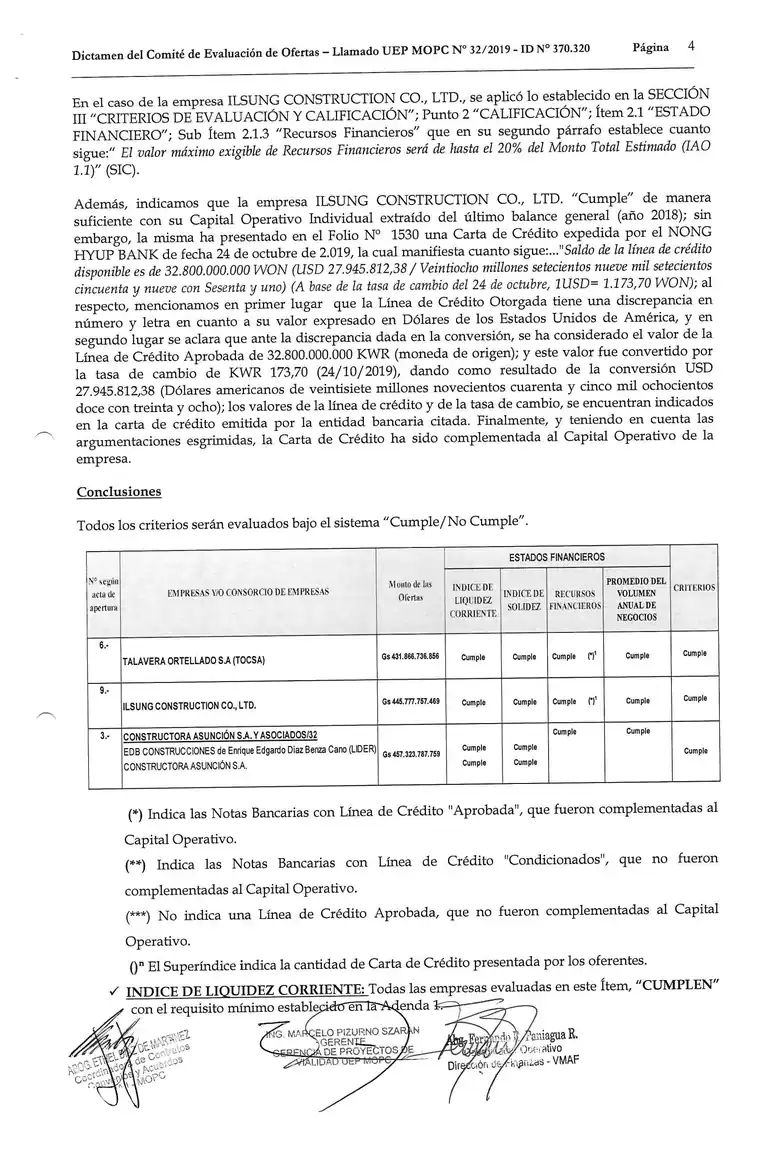 Dictamen del Comité de Evaluación de Ofertas – Llamado UEP MOPC Nº 32/2019 - ID Nº 370.320 Página 4
En el caso de la empresa ILSUNG CONSTRUCTION CO., LTD., se aplicó lo establecido en la SECCIÓN
III "CRITERIOS DE EVALUACIÓN Y CALIFICACIÓN"; Punto 2 "CALIFICACIÓN"; Ítem 2.1 "ESTADO
FINANCIERO"; Sub Ítem 2.1.3 "Recursos Financieros" que en su segundo párrafo establece cuanto
sigue:" El valor máximo exigible de Recursos Financieros será de hasta el 20% del Monto Total Estimado (IAO
1.1)" (SIC).
Además, indicamos que la empresa ILSUNG CONSTRUCTION CO., LTD. "Cumple" de manera
suficiente con su Capital Operativo Individual extraído del último balance general (año 2018); sin
embargo, la misma ha presentado en el Folio Nº 1530 una Carta de Crédito expedida por el NONG
HYUP BANK de fecha 24 de octubre de 2.019, la cual manifiesta cuanto sigue:..."Saldo de la línea de crédito
disponible es de 32.800.000.000 WON (USD 27.945.812,38 / Veintiocho millones setecientos nueve mil setecientos
cincuenta y nueve con Sesenta y uno) (A base de la tasa de cambio del 24 de octubre, 1USD= 1.173,70 WON); al
respecto, mencionamos en primer lugar que la Línea de Crédito Otorgada tiene una discrepancia en
número y letra en cuanto a su valor expresado en Dólares de los Estados Unidos de América, y en
segundo lugar se aclara que ante la discrepancia dada en la conversión, se ha considerado el valor de la
Línea de Crédito Aprobada de 32.800.000.000 KWR (moneda de origen); y este valor fue convertido por
la tasa de cambio de KWR 173,70 (24/10/2019), dando como resultado de la conversión USD
27.945.812,38 (Dólares americanos de veintisiete millones novecientos cuarenta y cinco mil ochocientos
doce con treinta y ocho); los valores de la línea de crédito y de la tasa de cambio, se encuentran indicados
en la carta de crédito emitida por la entidad bancaria citada. Finalmente, y teniendo en cuenta las
argumentaciones esgrimidas, la Carta de Crédito ha sido complementada al Capital Operativo de la
empresa.
Conclusiones
Todos los criterios serán evaluados bajo el sistema "Cumple/No Cumple".
ESTADOS FINANCIEROS
Nº según acta de apertura EMPRESAS Y/O CONSORCIO DE EMPRESAS Monto de las Ofertas INDICE DE LIQUIDEZ CORRIENTE INDICE DE SOLIDEZ RECURSOS FINANCIEROS PROMEDIO DEL VOLUMEN ANUAL DE NEGOCIOS CRITERIOS
6.- TALAVERA ORTELLADO S.A (TOCSA) Gs 431.866.736.856 Cumple Cumple Cumple (*)¹ Cumple Cumple
9.- ILSUNG CONSTRUCTION CO., LTD. Gs 445.777.757.469 Cumple Cumple Cumple (*)¹ Cumple Cumple
3.- CONSTRUCTORA ASUNCIÓN S.A. Y ASOCIADOS/32 Cumple Cumple
EDB CONSTRUCCIONES de Enrique Edgardo Diaz Benza Cano (LIDER) Gs 457.323.787.759 Cumple Cumple Cumple
CONSTRUCTORA ASUNCIÓN S.A. Cumple Cumple
(*) Indica las Notas Bancarias con Línea de Crédito "Aprobada", que fueron complementadas al
Capital Operativo.
(**) Indica las Notas Bancarias con Línea de Crédito "Condicionados", que no fueron
complementadas al Capital Operativo.
(***) No indica una Línea de Crédito Aprobada, que no fueron complementadas al Capital
Operativo.
()ⁿ El Superíndice indica la cantidad de Carta de Crédito presentada por los oferentes.
✓ INDICE DE LIQUIDEZ CORRIENTE: Todas las empresas evaluadas en este Ítem, "CUMPLEN"
con el requisito mínimo establecido en la Adenda 1.
ING. MARCELO PIZURNO SZARAN
GERENTE
GERENCIA DE PROYECTOS DE
VIALIDAD UEP MOPC
DE MARTINEZ
Coordinadora de Contratos
Convenios y Acuerdos
MOPC
Abg. Fernando Paniagua R.
Operativo
Dirección de Finanzas - VMAF